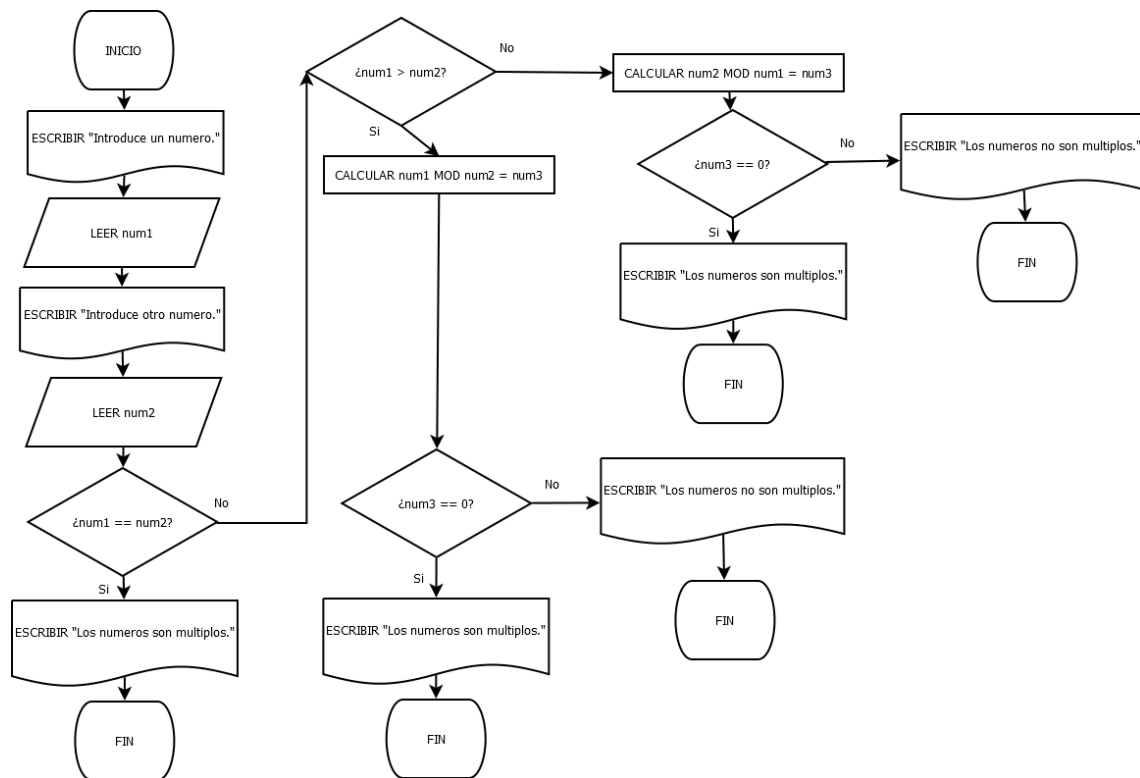 INICIO
ESCRIBIR "Introduce un numero."
LEER num1
ESCRIBIR "Introduce otro numero."
LEER num2
¿num1 == num2?
No
Si
ESCRIBIR "Los numeros son multiplos."
FIN
¿num1 > num2?
No
Si
CALCULAR num1 MOD num2 = num3
¿num3 == 0?
No
ESCRIBIR "Los numeros no son multiplos."
FIN
Si
ESCRIBIR "Los numeros son multiplos."
FIN
CALCULAR num2 MOD num1 = num3
¿num3 == 0?
No
ESCRIBIR "Los numeros no son multiplos."
FIN
Si
ESCRIBIR "Los numeros son multiplos."
FIN